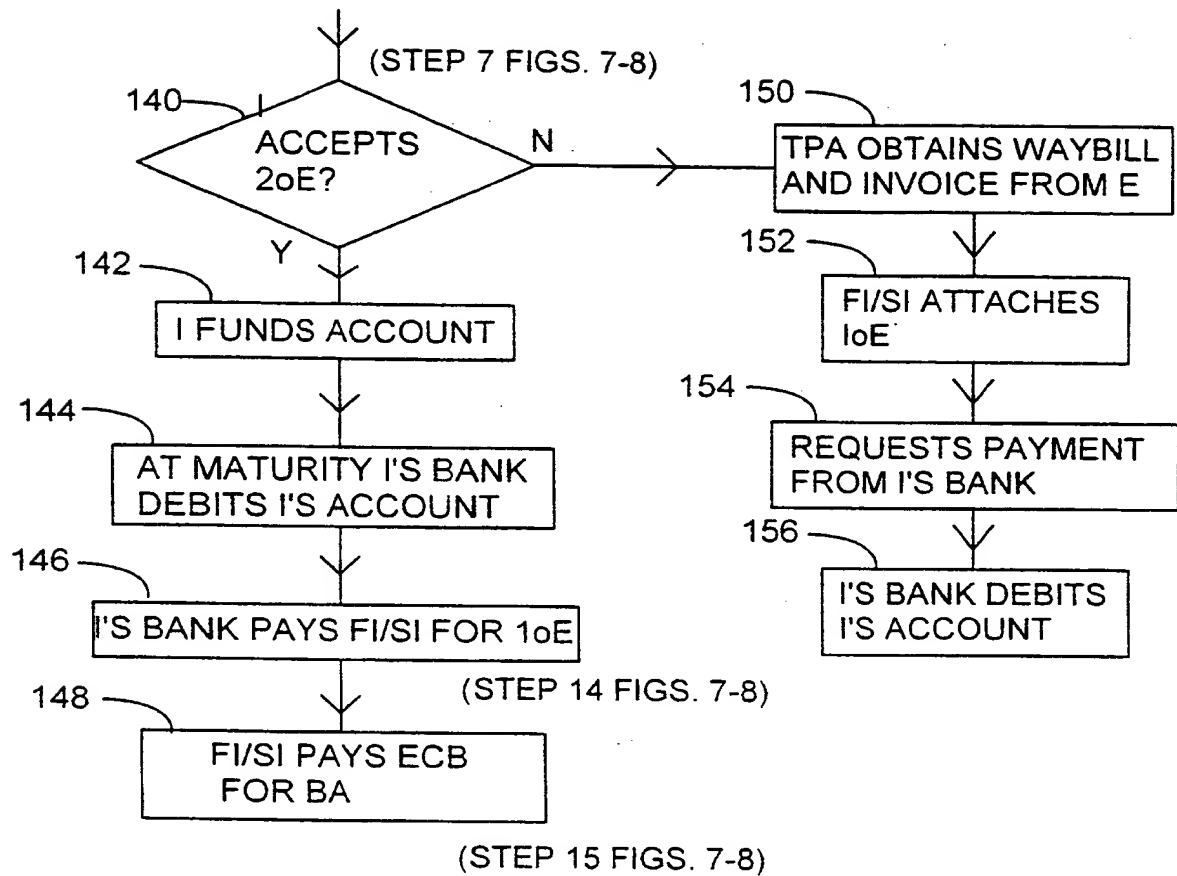 (STEP 7 FIGS. 7-8)
140
I
ACCEPTS
2oE?
N
Y
142
I FUNDS ACCOUNT
144
AT MATURITY I'S BANK
DEBITS I'S ACCOUNT
146
I'S BANK PAYS FI/SI FOR 1oE
(STEP 14 FIGS. 7-8)
148
FI/SI PAYS ECB
FOR BA
(STEP 15 FIGS. 7-8)
150
TPA OBTAINS WAYBILL
AND INVOICE FROM E
152
FI/SI ATTACHES
IoE
154
REQUESTS PAYMENT
FROM I'S BANK
156
I'S BANK DEBITS
I'S ACCOUNT